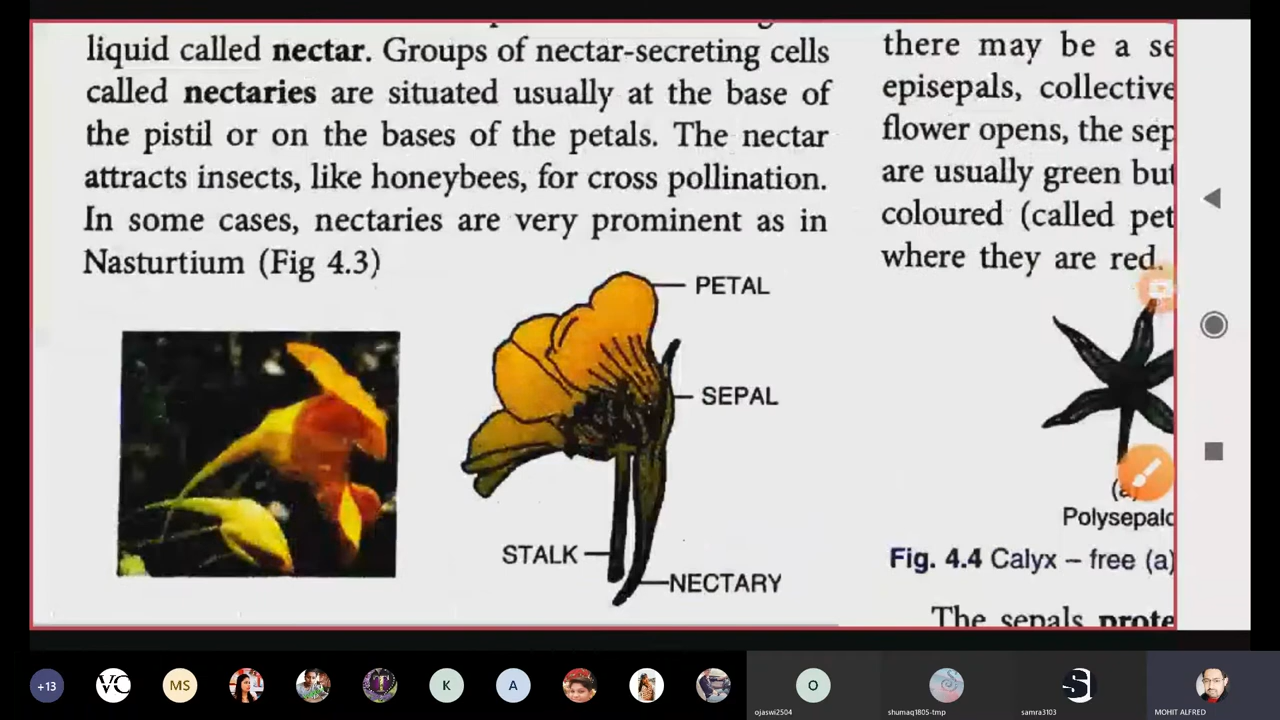 liquid called nectar. Groups of nectar-secreting cells
called nectaries are situated usually at the base of
the pistil or on the bases of the petals. The nectar
attracts insects, like honeybees, for cross pollination.
In some cases, nectaries are very prominent as in
Nasturtium (Fig 4.3)
PETAL
SEPAL
STALK
NECTARY
there may be a se
episepals, collective
flower opens, the sep
are usually green but
coloured (called pet
where they are red.
Polysepalo
Fig. 4.4 Calyx – free (a)
The sepals prote
+13
VC
MS
T
K
A
O
S
ojaswi2504
shumaq1805-tmp
samra3103
MOHIT ALFRED